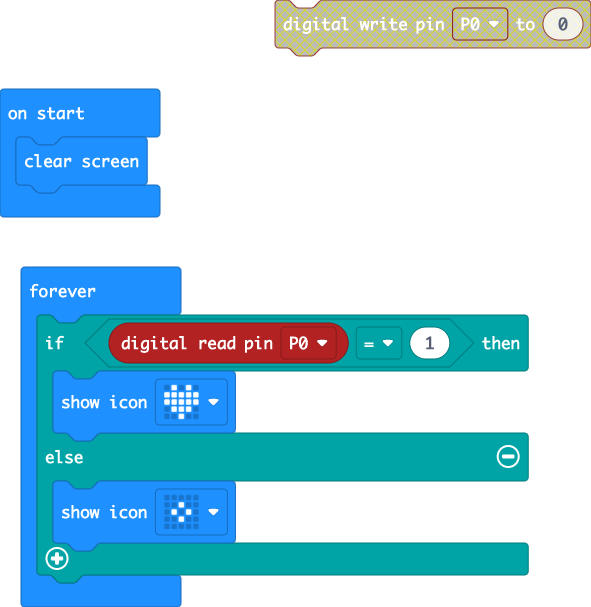 digital write pin P0 to 0
on start
clear screen
forever
if digital read pin P0 = 1 then
show icon
else
show icon